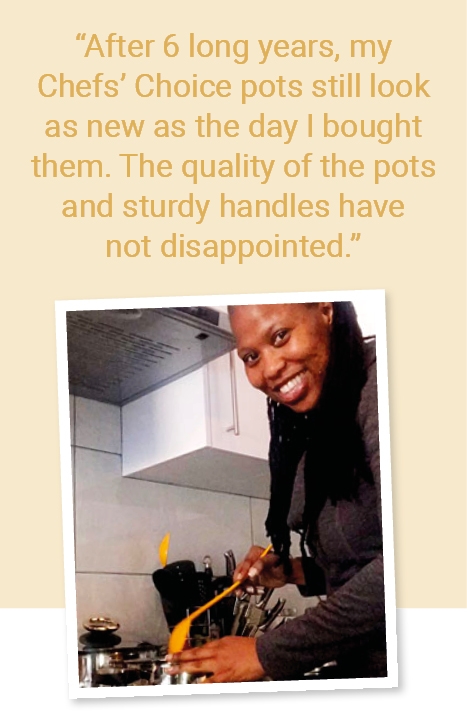 “After 6 long years, my
Chefs’ Choice pots still look
as new as the day I bought
them. The quality of the pots
and sturdy handles have
not disappointed.”